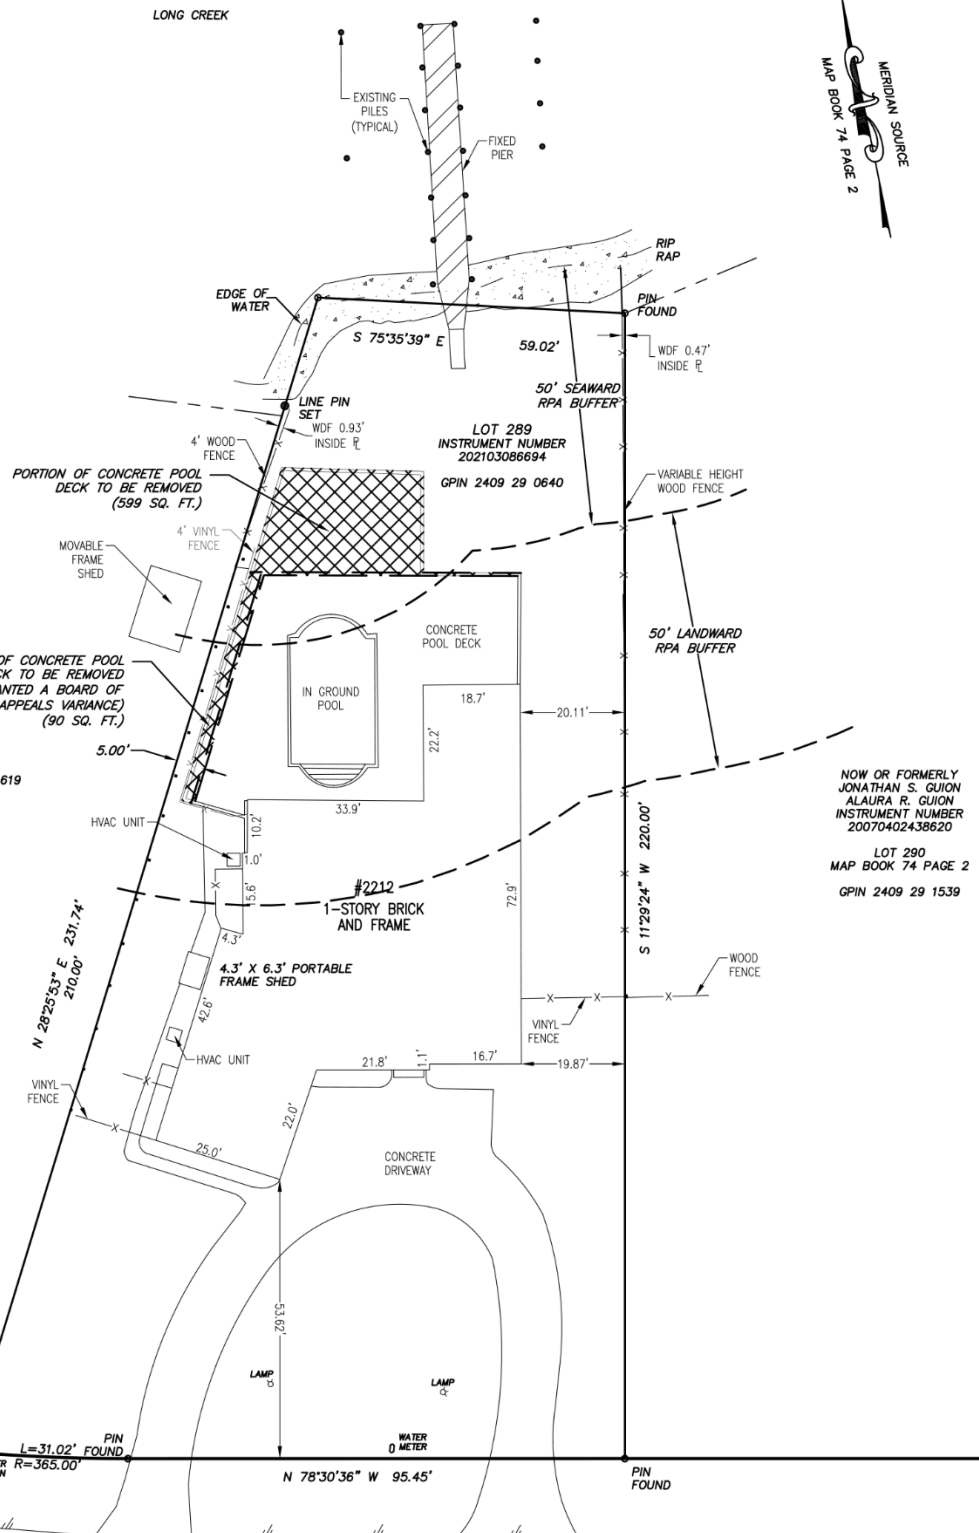 LONG CREEK
MERIDIAN SOURCE
MAP BOOK 74 PAGE 2
EXISTING
PILES
(TYPICAL)
FIXED
PIER
RIP
RAP
EDGE OF
WATER
PIN
FOUND
S 75°35'39" E
59.02'
WDF 0.47'
INSIDE ℞
50' SEAWARD
RPA BUFFER
LINE PIN
SET
WDF 0.93'
INSIDE ℞
4' WOOD
FENCE
LOT 289
INSTRUMENT NUMBER
202103086694
GPIN 2409 29 0640
PORTION OF CONCRETE POOL
DECK TO BE REMOVED
(599 SQ. FT.)
VARIABLE HEIGHT
WOOD FENCE
4' VINYL
FENCE
MOVABLE
FRAME
SHED
CONCRETE
POOL DECK
50' LANDWARD
RPA BUFFER
OF CONCRETE POOL
CK TO BE REMOVED
ANTED A BOARD OF
APPEALS VARIANCE)
(90 SQ. FT.)
IN GROUND
POOL
18.7'
20.11'
22.2'
5.00'
619
33.9'
10.2'
HVAC UNIT
1.0'
15.6'
NOW OR FORMERLY
JONATHAN S. GUION
ALAURA R. GUION
INSTRUMENT NUMBER
20070402438620
LOT 290
MAP BOOK 74 PAGE 2
GPIN 2409 29 1539
S 11°29'24" W 220.00'
#2212
1-STORY BRICK
AND FRAME
72.9'
N 28°25'53" E 231.74'
210.00'
4.3'
4.3' X 6.3' PORTABLE
FRAME SHED
42.6'
WOOD
FENCE
VINYL
FENCE
HVAC UNIT
21.8'
1.1'
16.7'
19.87'
VINYL
FENCE
22.0'
25.0'
CONCRETE
DRIVEWAY
53.62'
LAMP
LAMP
WATER
METER
PIN
FOUND
L=31.02'
R=365.00'
N 78°30'36" W 95.45'
PIN
FOUND